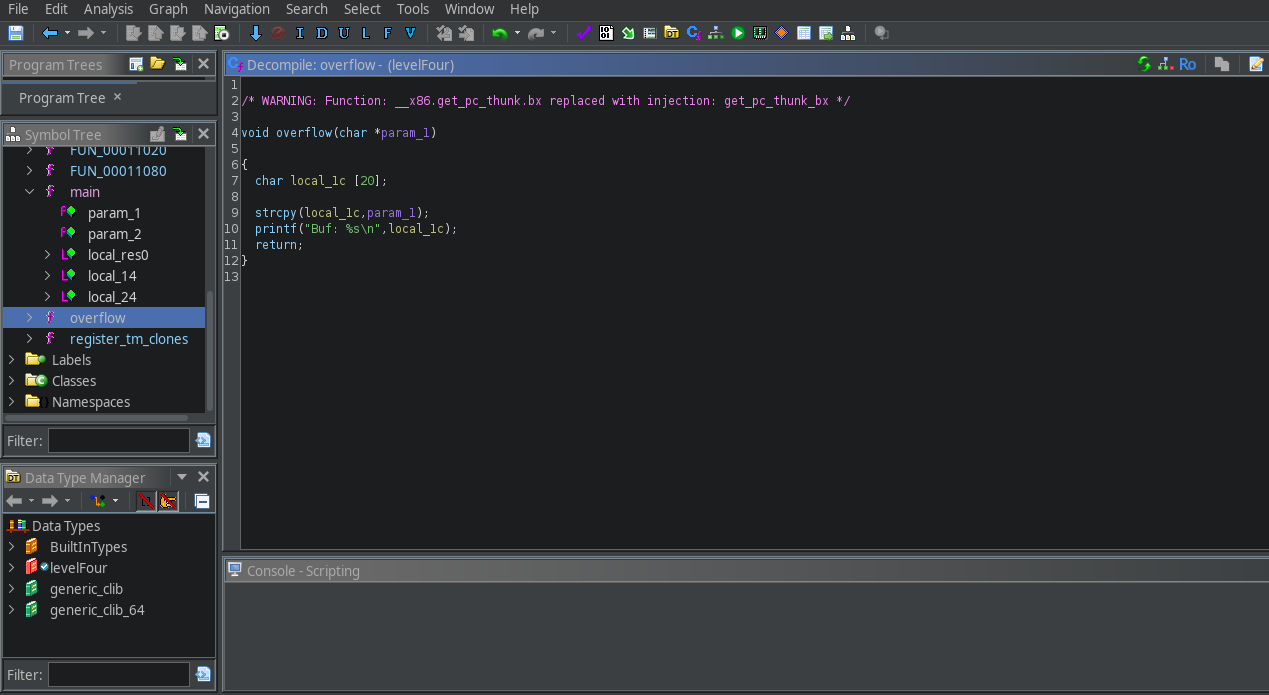 File Edit Analysis Graph Navigation Search Select Tools Window Help
I D U L F V
Program Trees
Program Tree ×
Symbol Tree
FUN_00011020
FUN_00011080
main
param_1
param_2
local_res0
local_14
local_24
overflow
register_tm_clones
Labels
Classes
Namespaces
Filter:
Data Type Manager
Data Types
BuiltInTypes
levelFour
generic_clib
generic_clib_64
Filter:
Decompile: overflow - (levelFour)
Ro
1
2 /* WARNING: Function: __x86.get_pc_thunk.bx replaced with injection: get_pc_thunk_bx */
3
4 void overflow(char *param_1)
5
6 {
7 char local_1c [20];
8
9 strcpy(local_1c,param_1);
10 printf("Buf: %s\n",local_1c);
11 return;
12 }
13
Console - Scripting